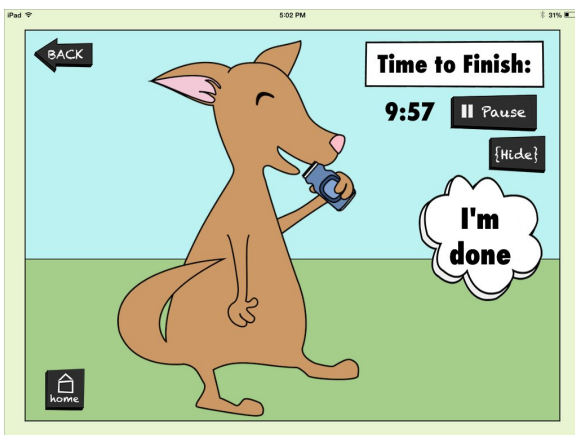 iPad 5:02 PM 31%
BACK
Time to Finish:
9:57 Pause
{Hide}
I'm
done
home